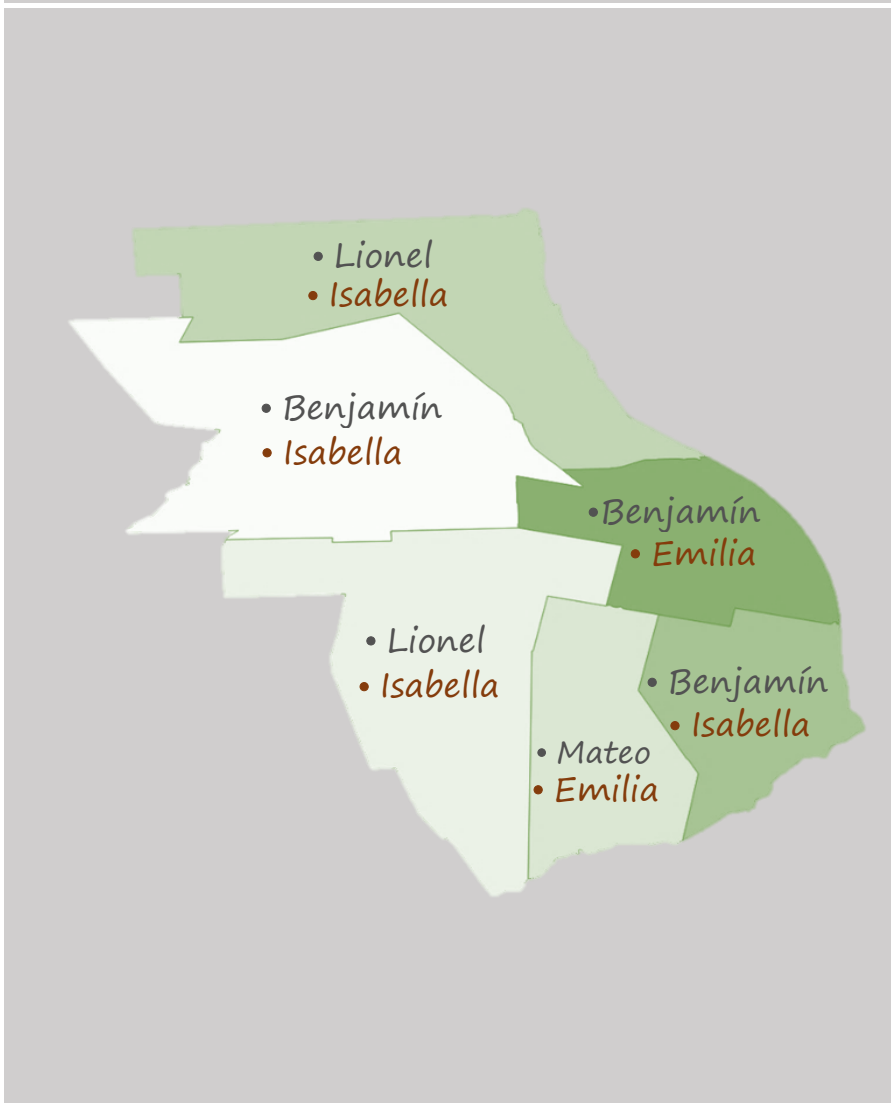 • Lionel
• Isabella
• Benjamín
• Isabella
•Benjamín
• Emilia
• Lionel
• Isabella
• Benjamín
• Isabella
• Mateo
• Emilia